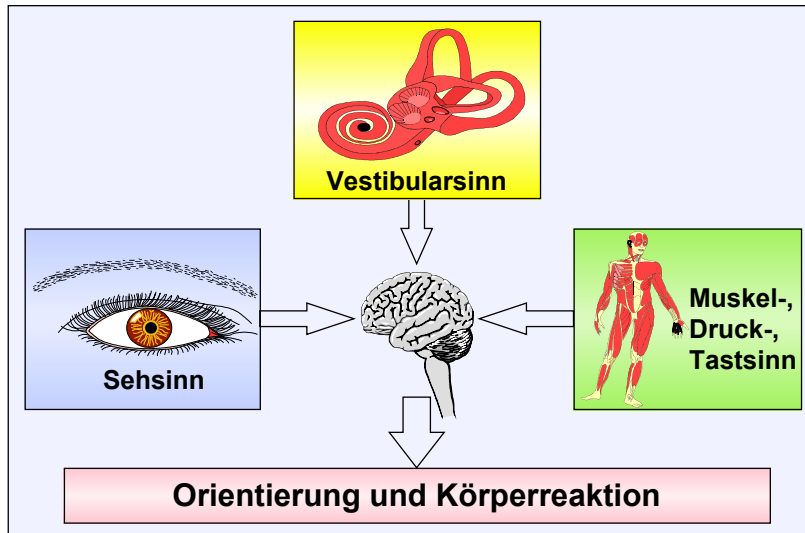 Vestibularsinn
Sehsinn
Muskel-,
Druck-,
Tastsinn
Orientierung und Körperreaktion